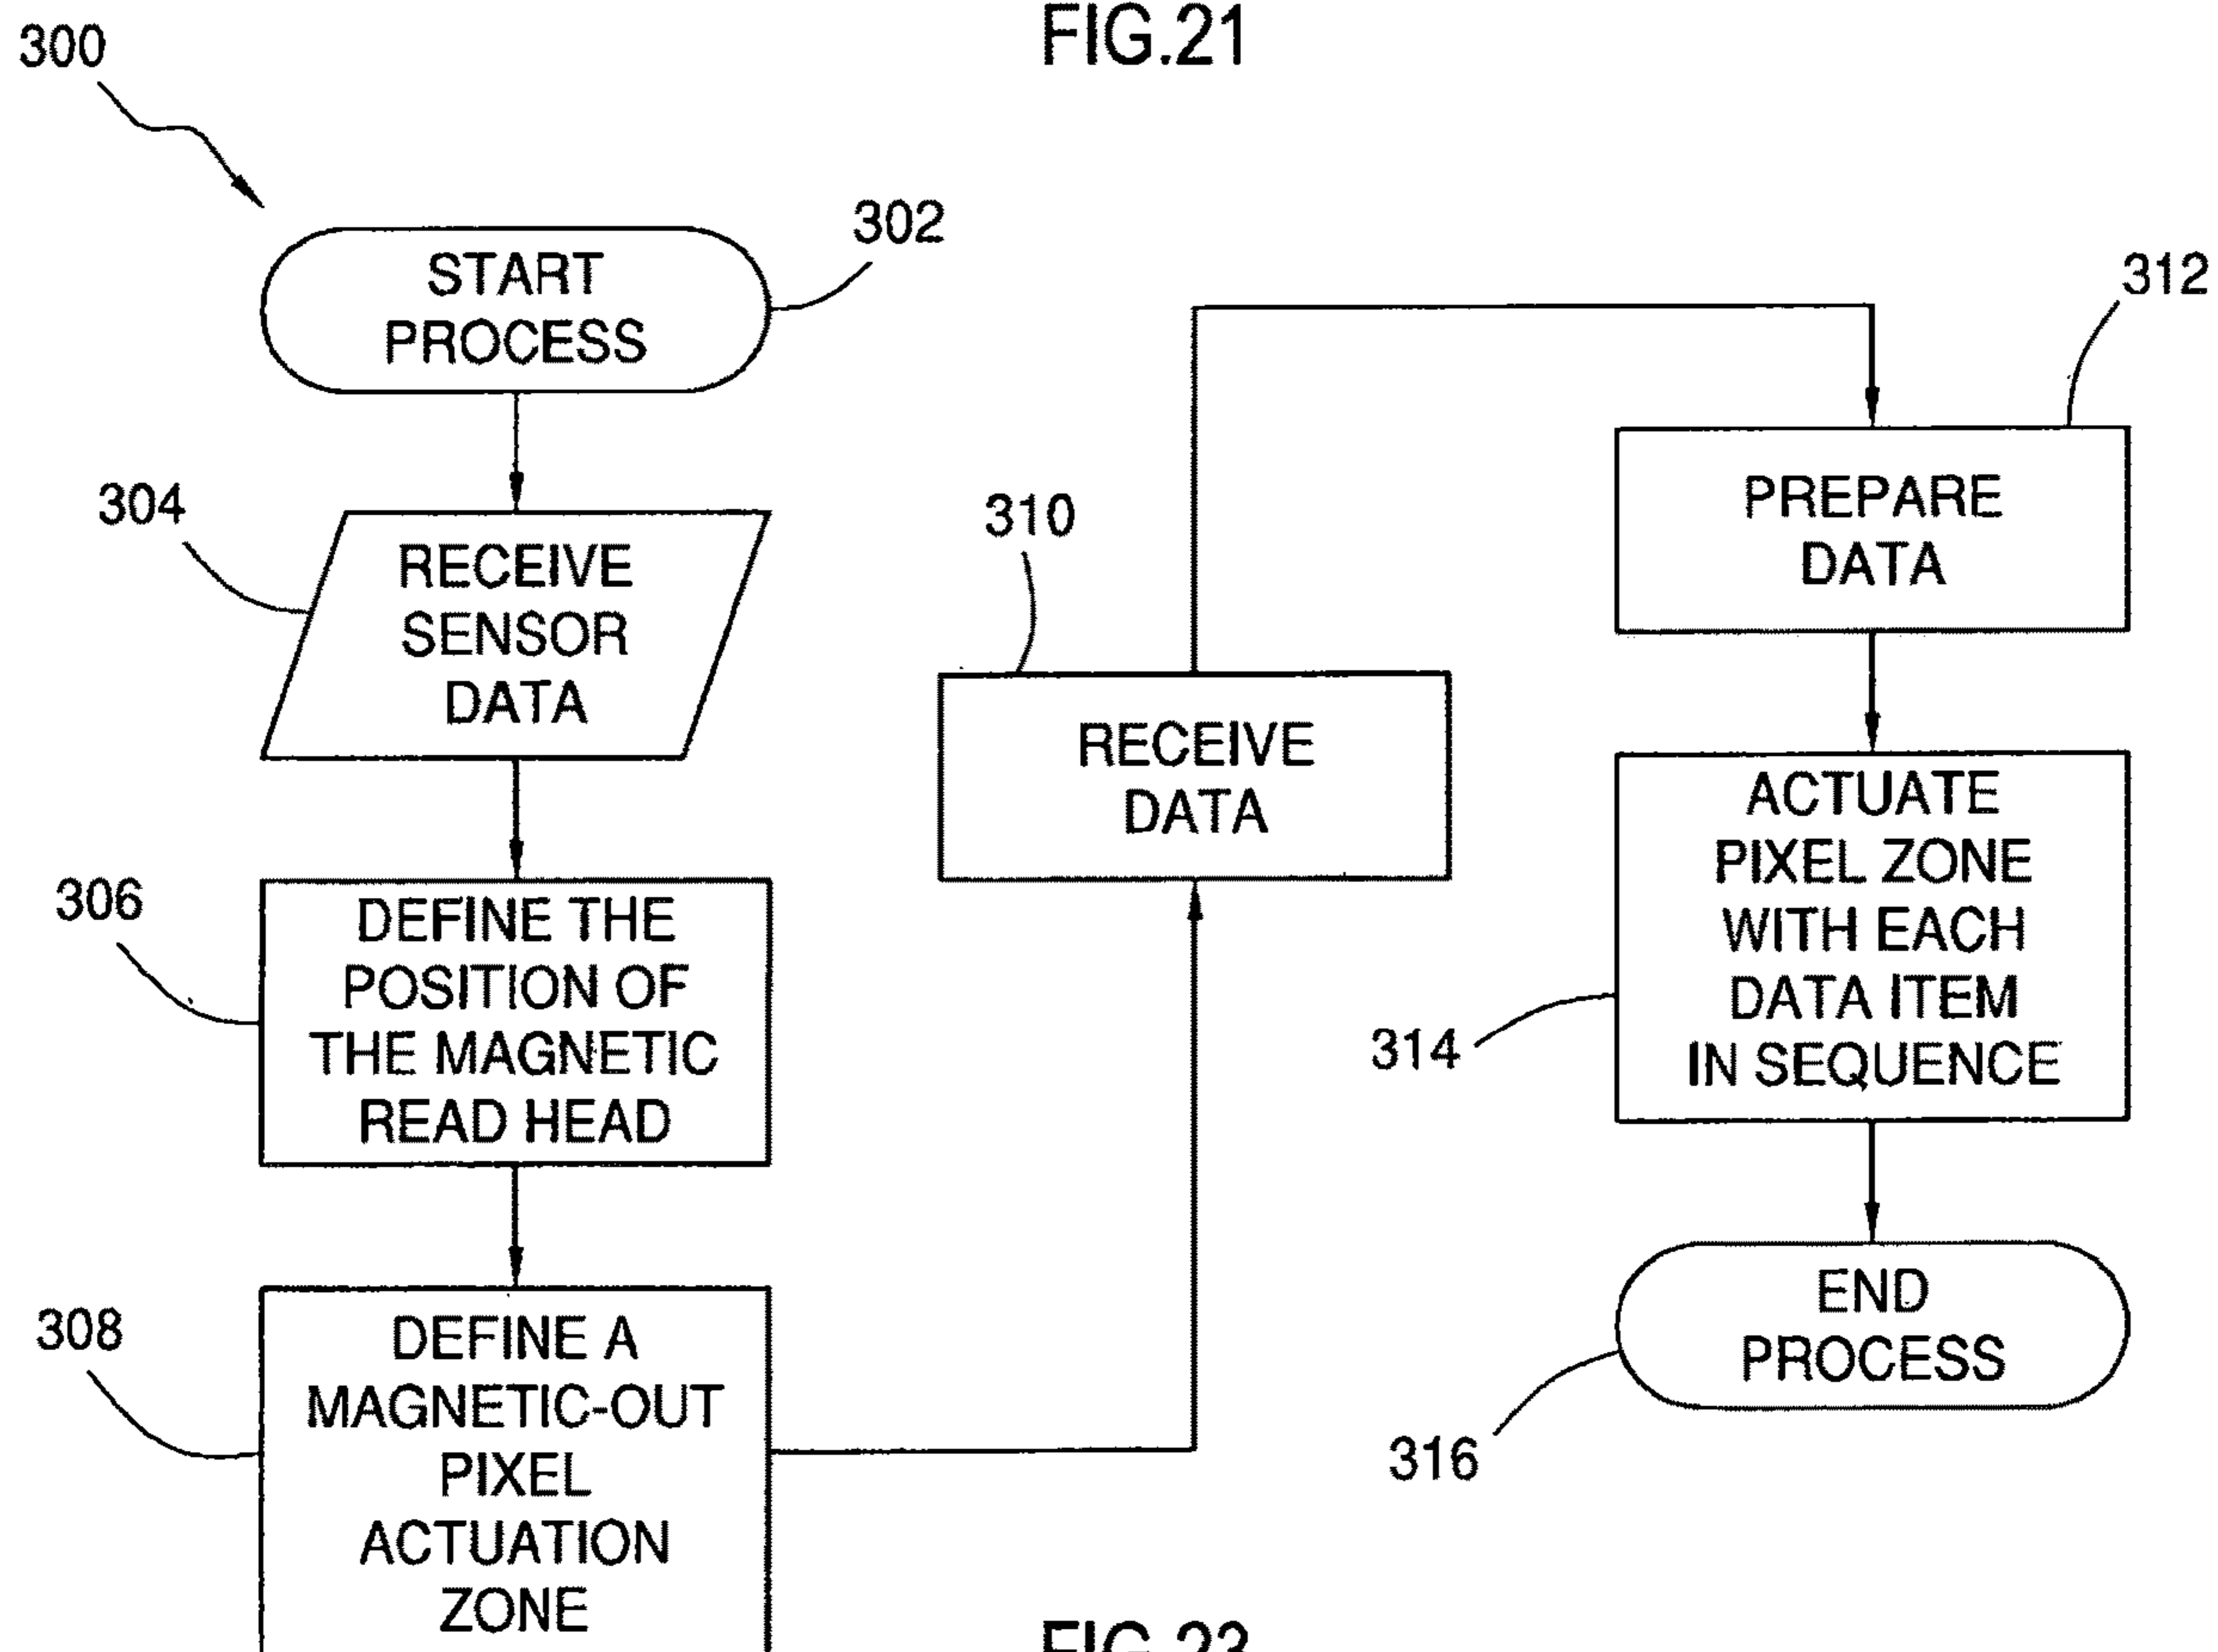 FIG.21
300
START
PROCESS
302
304
RECEIVE
SENSOR
DATA
306
DEFINE THE
POSITION OF
THE MAGNETIC
READ HEAD
308
DEFINE A
MAGNETIC-OUT
PIXEL
ACTUATION
ZONE
310
RECEIVE
DATA
312
PREPARE
DATA
314
ACTUATE
PIXEL ZONE
WITH EACH
DATA ITEM
IN SEQUENCE
END
PROCESS
316
FIG.23